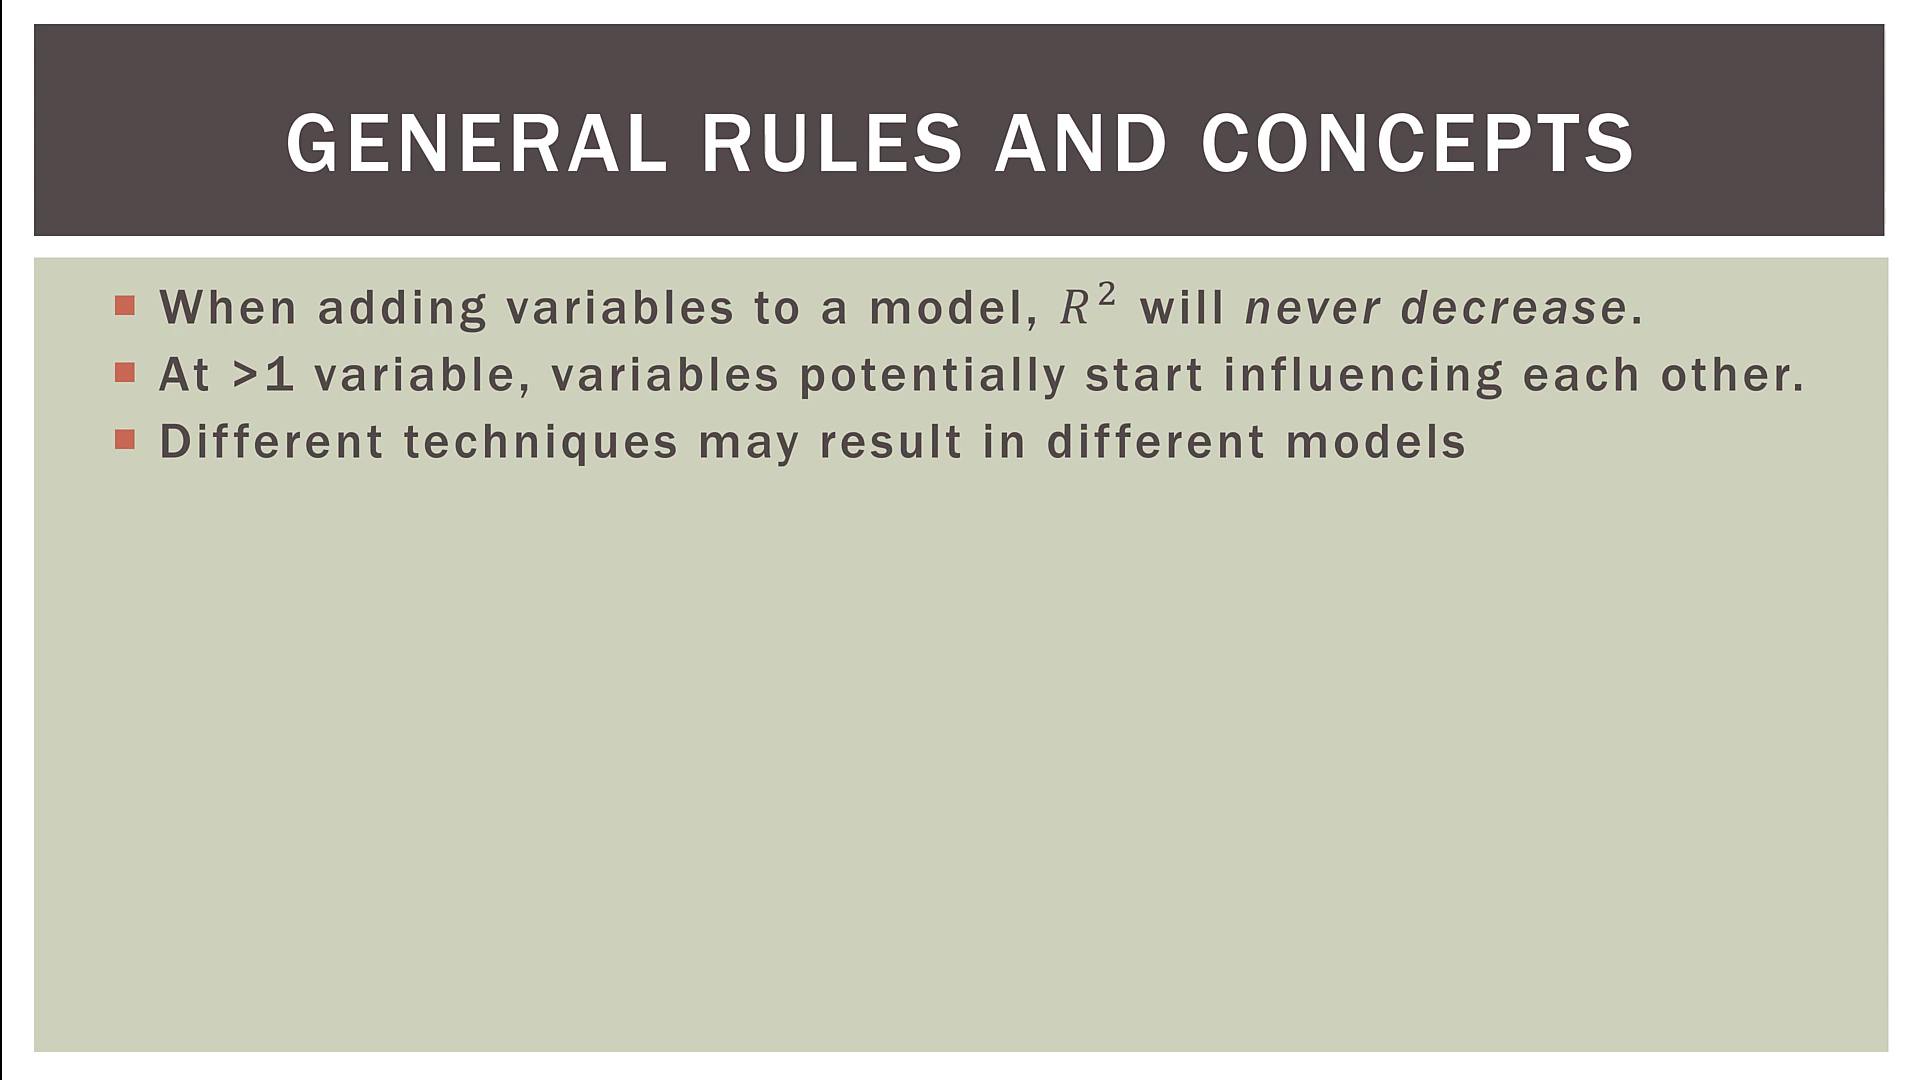 GENERAL RULES AND CONCEPTS
When adding variables to a model, R² will never decrease.
At >1 variable, variables potentially start influencing each other.
Different techniques may result in different models